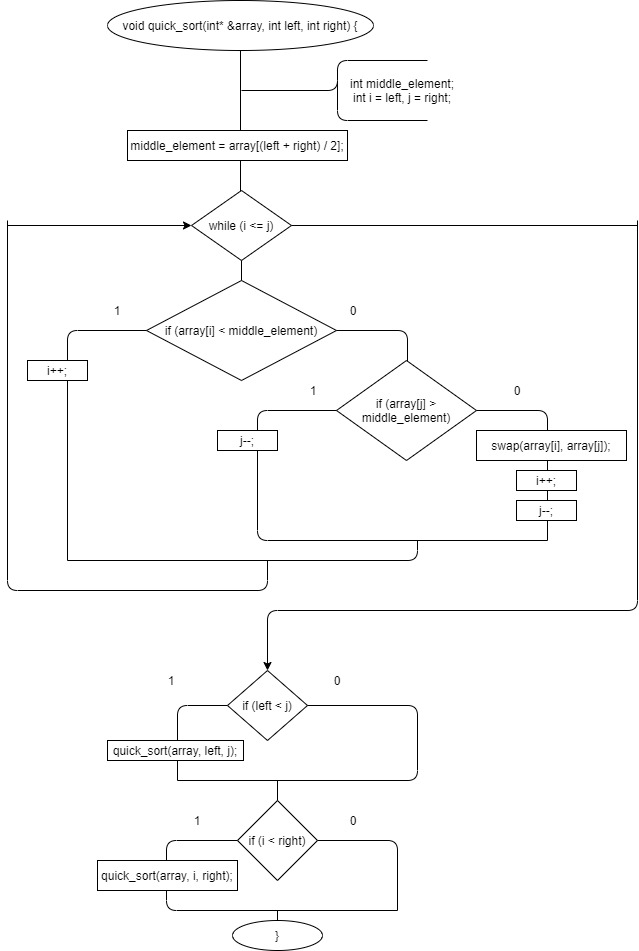 void quick_sort(int* &array, int left, int right) {
int middle_element;
int i = left, j = right;
middle_element = array[(left + right) / 2];
while (i <= j)
1
0
if (array[i] < middle_element)
i++;
1
0
if (array[j] >
middle_element)
j--;
swap(array[i], array[j]);
i++;
j--;
1
0
if (left < j)
quick_sort(array, left, j);
1
0
if (i < right)
quick_sort(array, i, right);
}